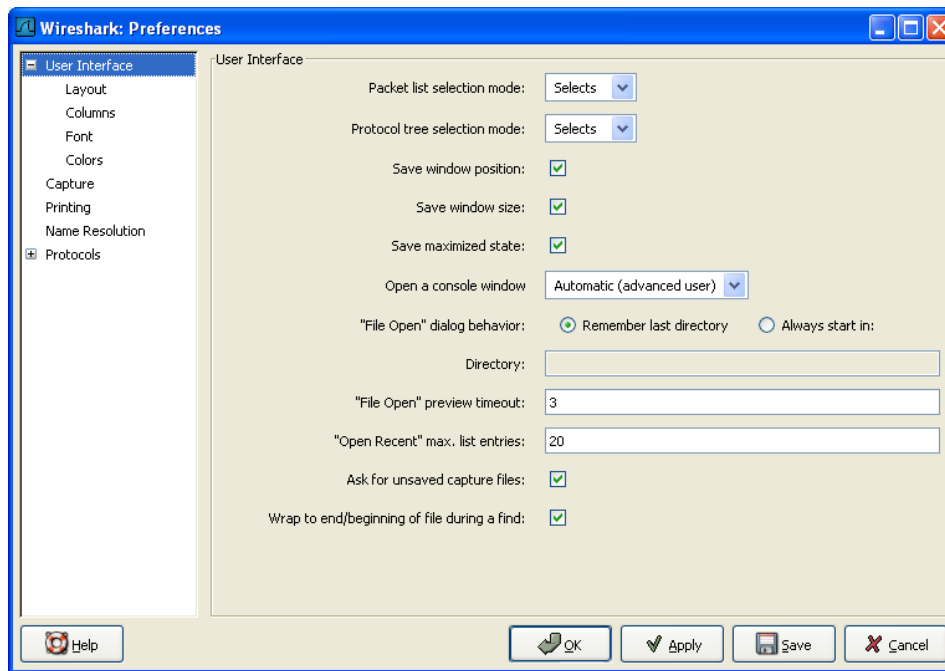 Wireshark: Preferences
User Interface
Layout
Columns
Font
Colors
Capture
Printing
Name Resolution
Protocols
User Interface
Packet list selection mode: Selects
Protocol tree selection mode: Selects
Save window position:
Save window size:
Save maximized state:
Open a console window Automatic (advanced user)
"File Open" dialog behavior: Remember last directory Always start in:
Directory:
"File Open" preview timeout: 3
"Open Recent" max. list entries: 20
Ask for unsaved capture files:
Wrap to end/beginning of file during a find:
Help OK Apply Save Cancel